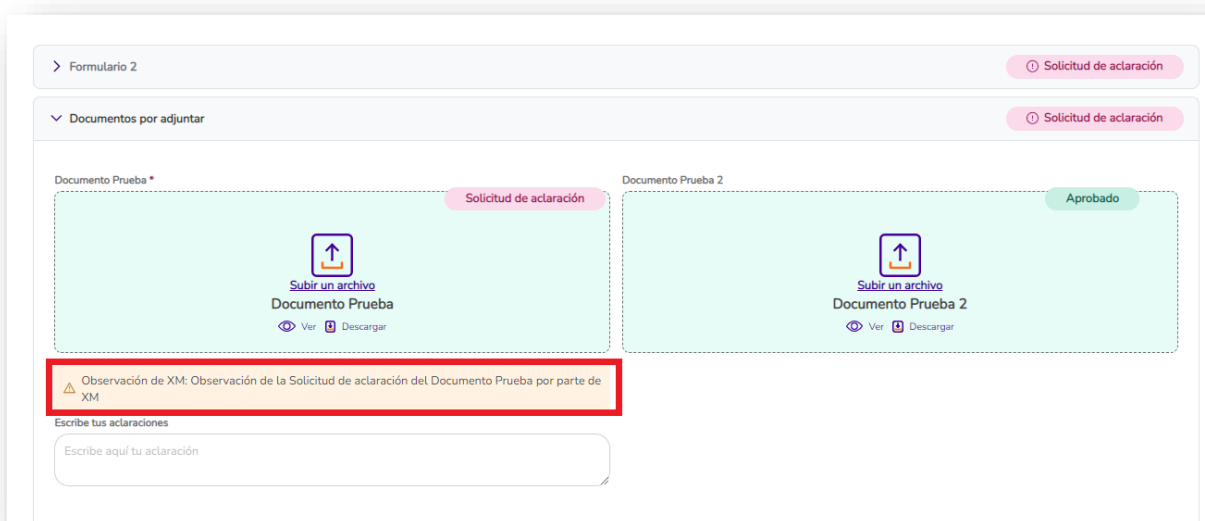 Formulario 2
Solicitud de aclaración
Documentos por adjuntar
Solicitud de aclaración
Documento Prueba *
Solicitud de aclaración
Subir un archivo
Documento Prueba
Ver Descargar
Documento Prueba 2
Aprobado
Subir un archivo
Documento Prueba 2
Ver Descargar
Observación de XM: Observación de la Solicitud de aclaración del Documento Prueba por parte de
XM
Escribe tus aclaraciones
Escribe aquí tu aclaración